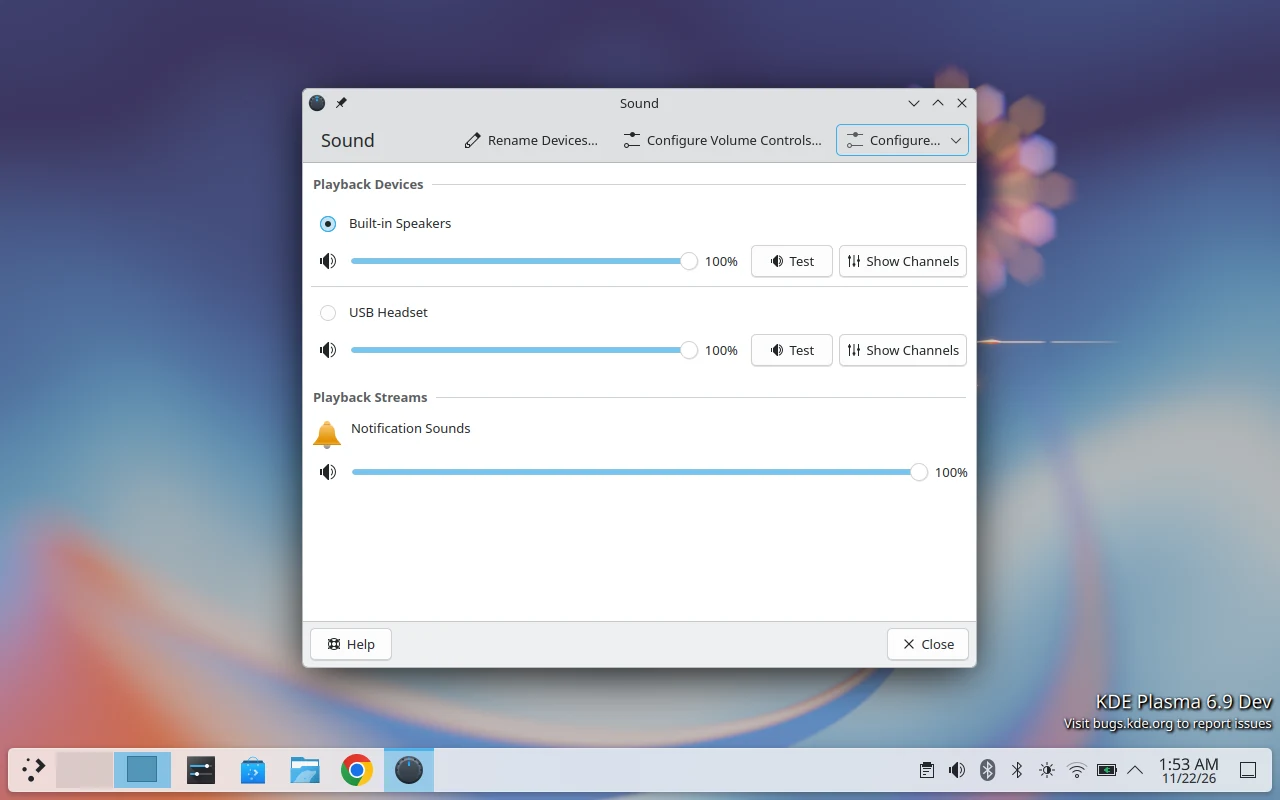 Sound
Sound
Rename Devices...
Configure Volume Controls...
Configure...
Playback Devices
Built-in Speakers
100%
Test
Show Channels
USB Headset
100%
Test
Show Channels
Playback Streams
Notification Sounds
100%
Help
Close
KDE Plasma 6.9 Dev
Visit bugs.kde.org to report issues
1:53 AM
11/22/26